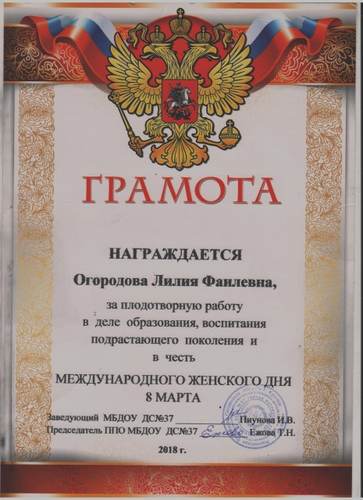 ГРАМОТА
НАГРАЖДАЕТСЯ
Огородова Лилия Фаилевна,
за плодотворную работу
в деле образования, воспитания
подрастающего поколения и
в честь
МЕЖДУНАРОДНОГО ЖЕНСКОГО ДНЯ
8 МАРТА
Заведующий МБДОУ ДС№37 Пиунова И.В.
Председатель ППО МБДОУ ДС№37 Ежова Т.Н.
2018 г.